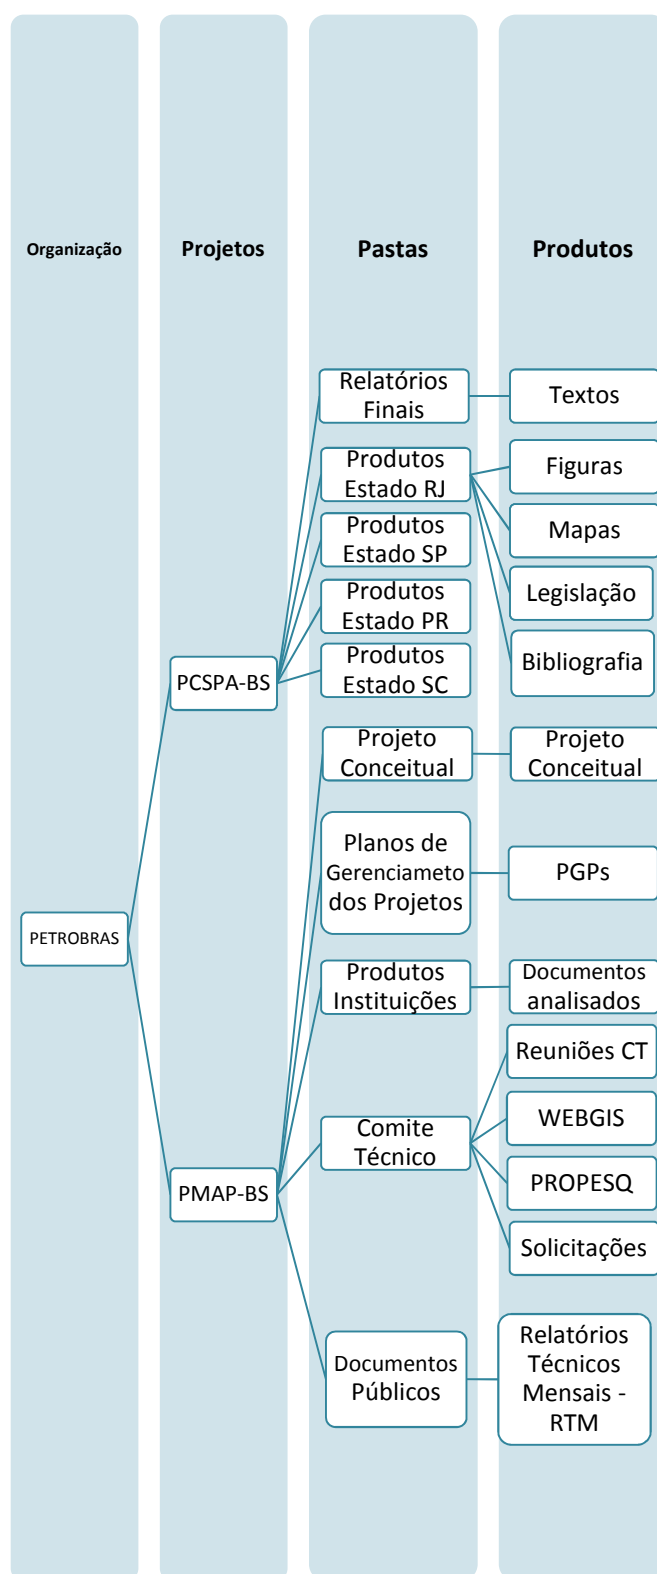 Organização
Projetos
Pastas
Produtos
Relatórios
Finais
Textos
Produtos
Estado RJ
Figuras
Produtos
Estado SP
Mapas
Produtos
Estado PR
Legislação
Produtos
Estado SC
Bibliografia
PCSPA-BS
Projeto
Conceitual
Projeto
Conceitual
Planos de
Gerenciameto
dos Projetos
PGPs
PETROBRAS
Produtos
Instituições
Documentos
analisados
Reuniões CT
WEBGIS
Comite
Técnico
PROPESQ
PMAP-BS
Solicitações
Documentos
Públicos
Relatórios
Técnicos
Mensais -
RTM